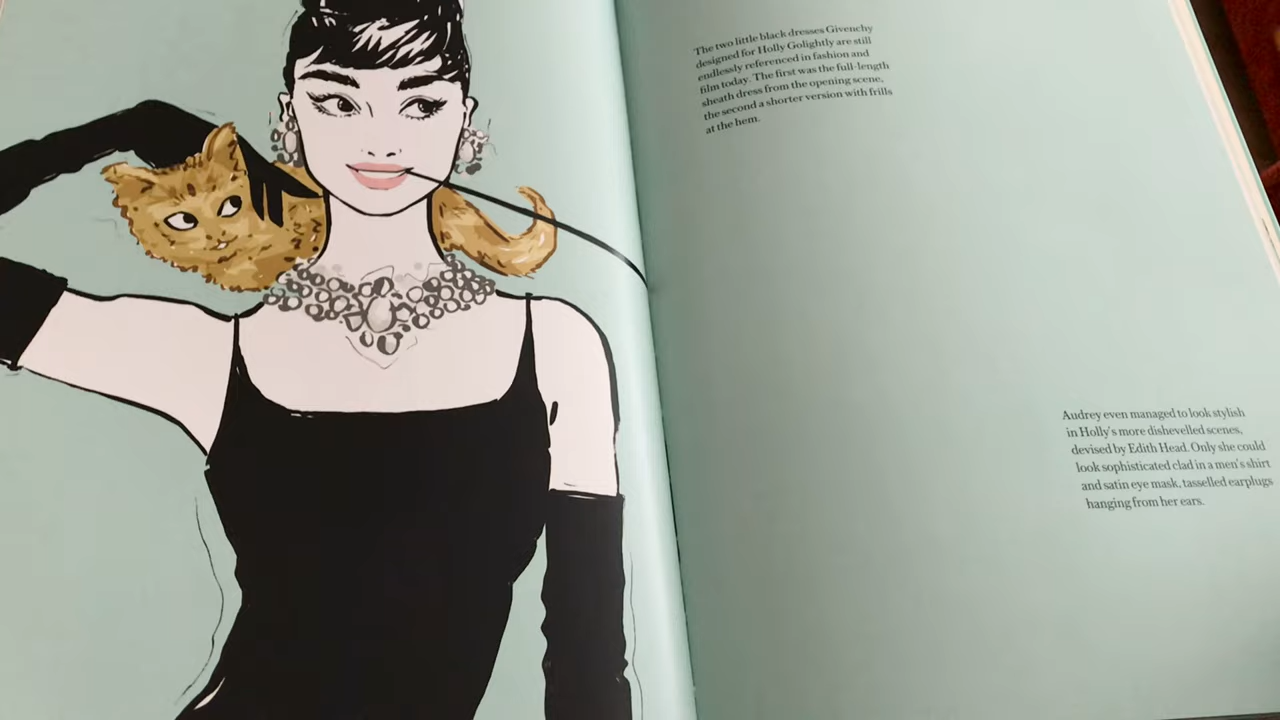 The two little black dresses Givenchy
designed for Holly Golightly are still
endlessly referenced in fashion and
film today. The first was the full-length
sheath dress from the opening scene,
the second a shorter version with frills
at the hem.
Audrey even managed to look stylish
in Holly's more dishevelled scenes,
devised by Edith Head. Only she could
look sophisticated clad in a men's shirt
and satin eye mask, tasselled earplugs
hanging from her ears.